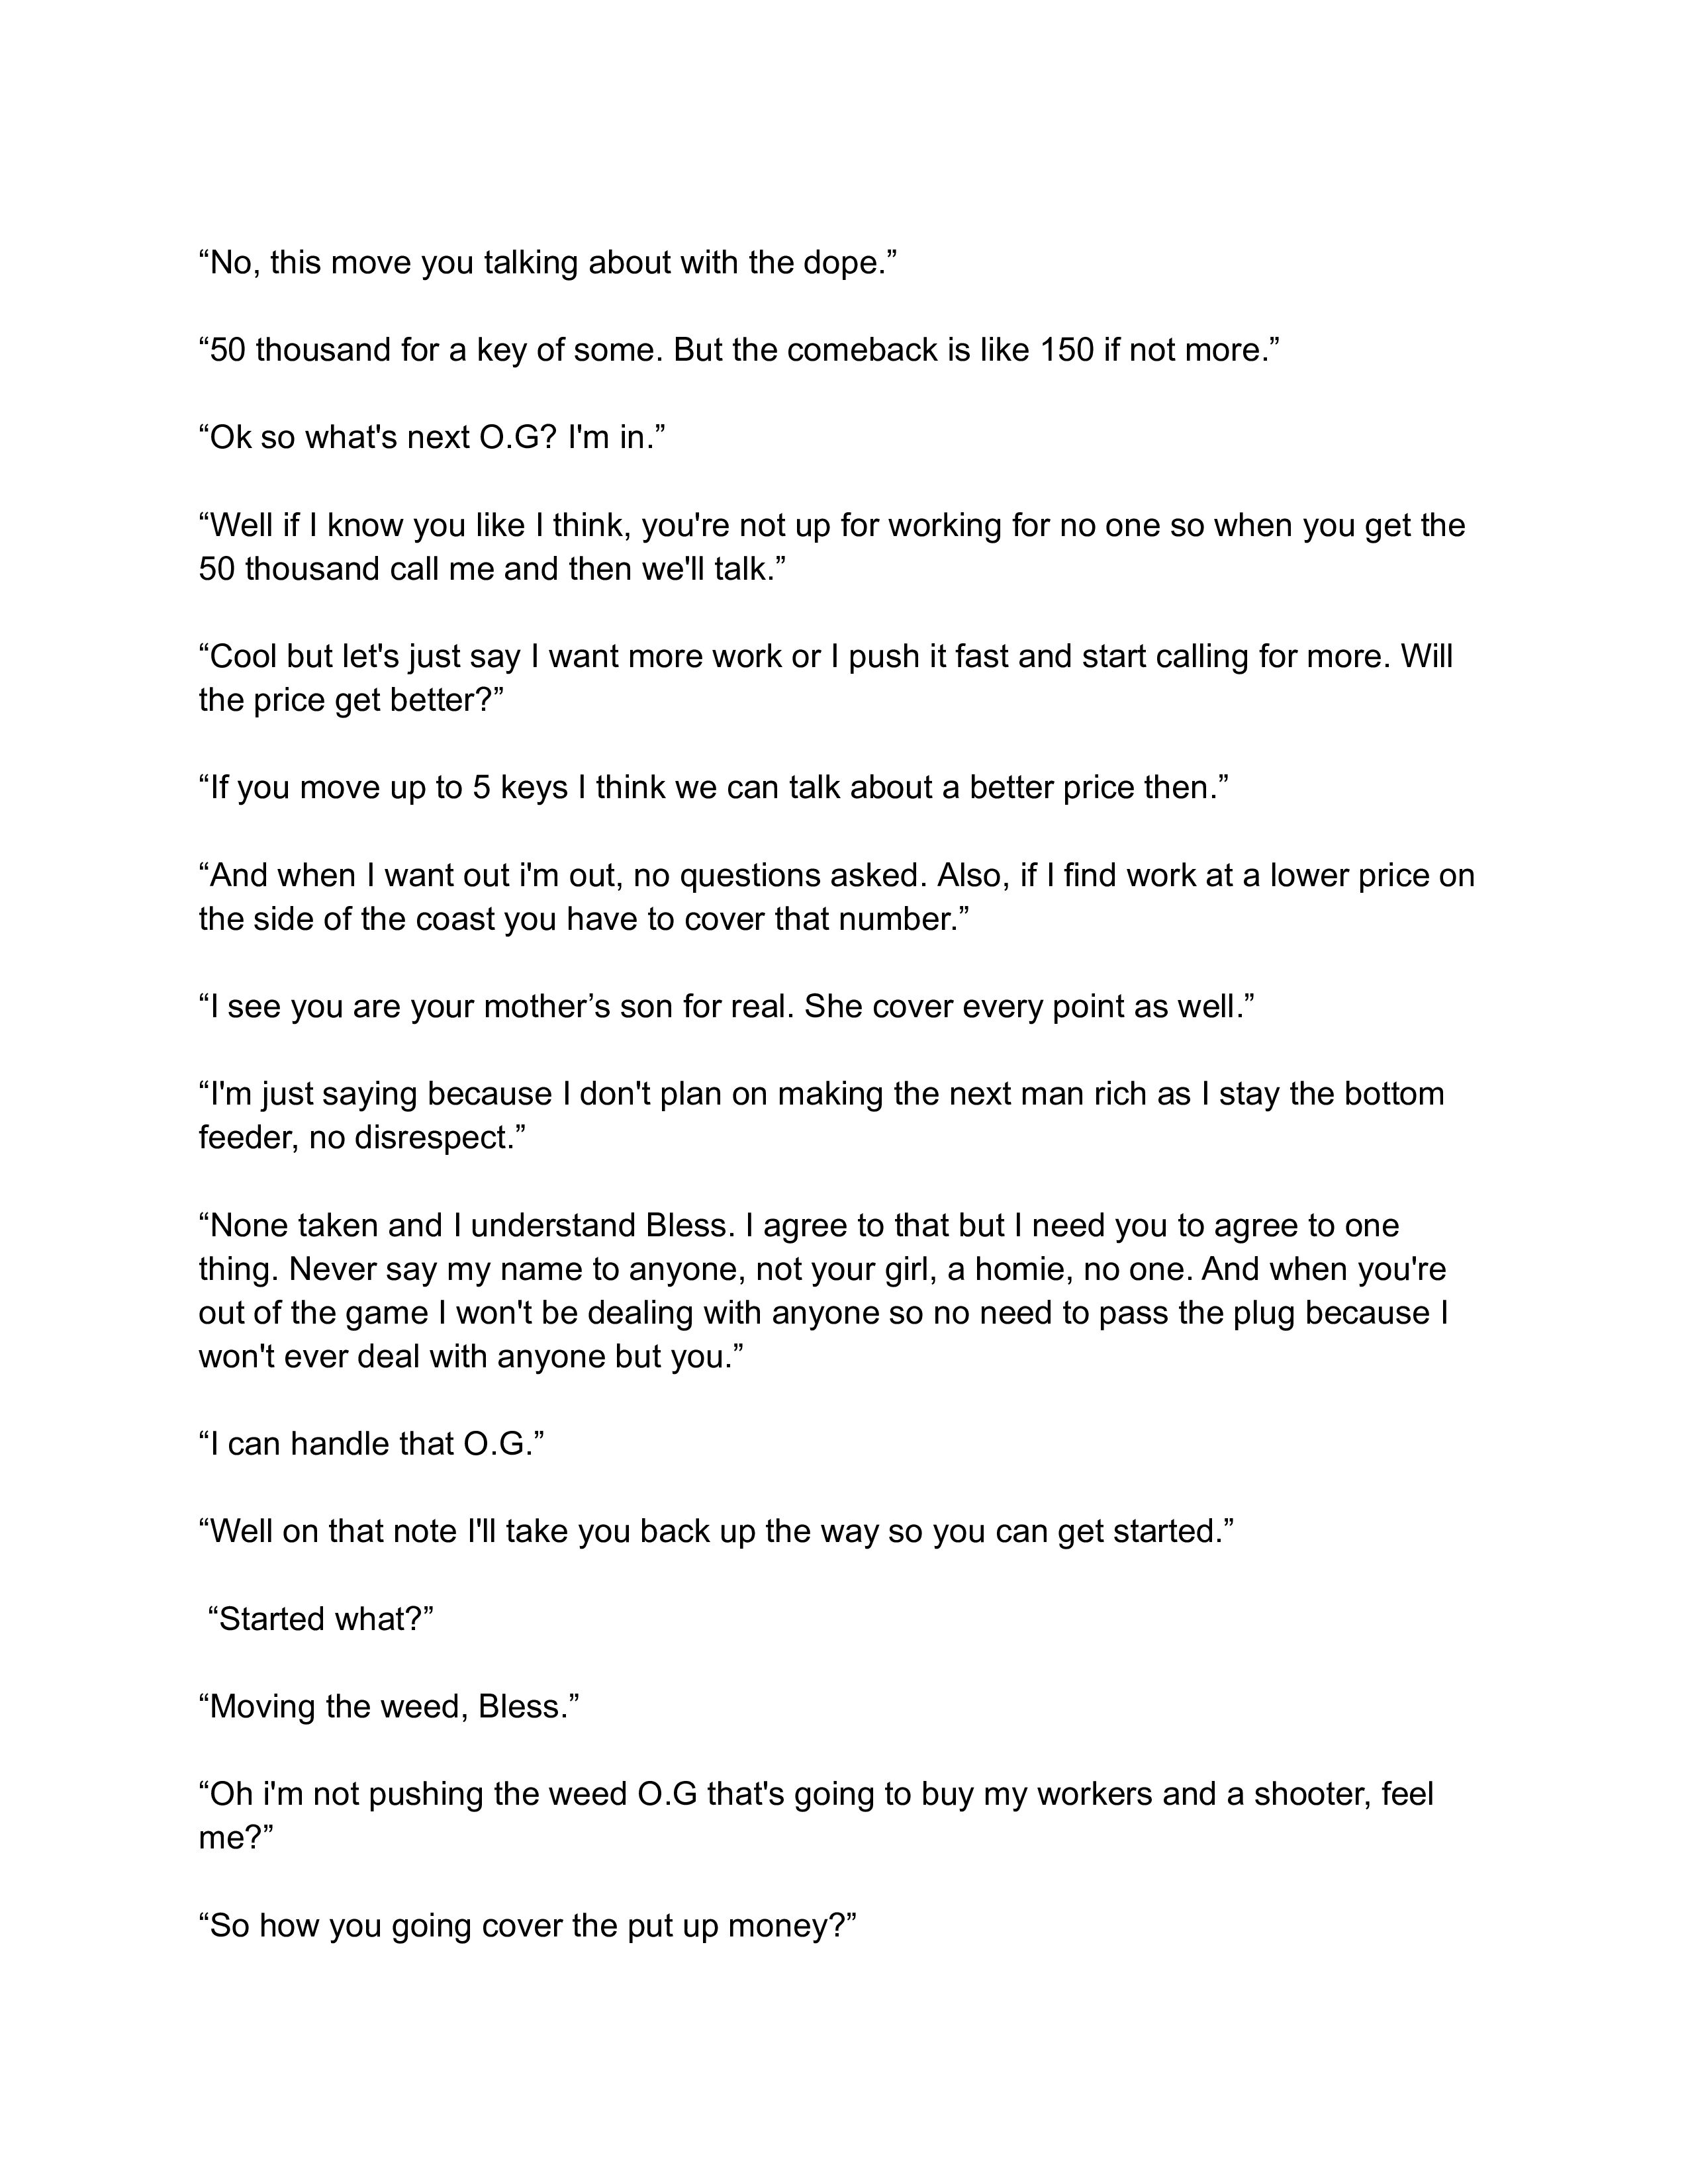 “No, this move you talking about with the dope.”
“50 thousand for a key of some. But the comeback is like 150 if not more.”
“Ok so what's next O.G? I'm in.”
“Well if I know you like I think, you're not up for working for no one so when you get the
50 thousand call me and then we'll talk.”
“Cool but let's just say I want more work or I push it fast and start calling for more. Will
the price get better?”
“If you move up to 5 keys I think we can talk about a better price then.”
“And when I want out i'm out, no questions asked. Also, if I find work at a lower price on
the side of the coast you have to cover that number.”
“I see you are your mother’s son for real. She cover every point as well.”
“I'm just saying because I don't plan on making the next man rich as I stay the bottom
feeder, no disrespect.”
“None taken and I understand Bless. I agree to that but I need you to agree to one
thing. Never say my name to anyone, not your girl, a homie, no one. And when you're
out of the game I won't be dealing with anyone so no need to pass the plug because I
won't ever deal with anyone but you.”
“I can handle that O.G.”
“Well on that note I'll take you back up the way so you can get started.”
“Started what?”
“Moving the weed, Bless.”
“Oh i'm not pushing the weed O.G that's going to buy my workers and a shooter, feel
me?”
“So how you going cover the put up money?”